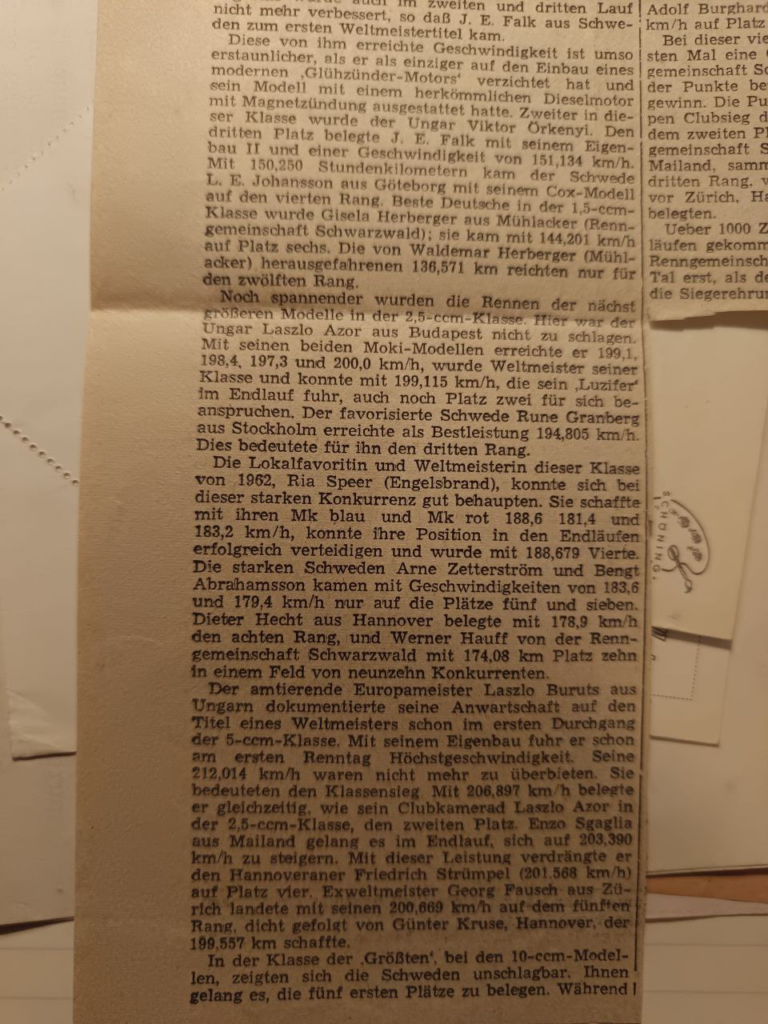 auch im zweiten und dritten Lauf
nicht mehr verbessert, so daß J. E. Falk aus Schwe-
den zum ersten Weltmeistertitel kam.
Diese von ihm erreichte Geschwindigkeit ist umso
erstaunlicher, als er als einziger auf den Einbau eines
modernen ‚Glühzünder-Motors' verzichtet hat und
sein Modell mit einem herkömmlichen Dieselmotor
mit Magnetzündung ausgestattet hatte. Zweiter in die-
ser Klasse wurde der Ungar Viktor Örkenyi. Den
dritten Platz belegte J. E. Falk mit seinem Eigen-
bau II und einer Geschwindigkeit von 151,134 km/h.
Mit 150,250 Stundenkilometern kam der Schwede
L. E. Johansson aus Göteborg mit seinem Cox-Modell
auf den vierten Rang. Beste Deutsche in der 1,5-ccm-
Klasse wurde Gisela Herberger aus Mühlacker (Renn-
gemeinschaft Schwarzwald); sie kam mit 144,201 km/h
auf Platz sechs. Die von Waldemar Herberger (Mühl-
acker) herausgefahrenen 136,571 km reichten nur für
den zwölften Rang.
Noch spannender wurden die Rennen der nächst
größeren Modelle in der 2,5-ccm-Klasse. Hier war der
Ungar Laszlo Azor aus Budapest nicht zu schlagen.
Mit seinen beiden Moki-Modellen erreichte er 199,1,
198,4, 197,3 und 200,0 km/h, wurde Weltmeister seiner
Klasse und konnte mit 199,115 km/h, die sein ‚Luzifer'
im Endlauf fuhr, auch noch Platz zwei für sich be-
anspruchen. Der favorisierte Schwede Rune Granberg
aus Stockholm erreichte als Bestleistung 194,805 km/h.
Dies bedeutete für ihn den dritten Rang.
Die Lokalfavoritin und Weltmeisterin dieser Klasse
von 1962, Ria Speer (Engelsbrand), konnte sich bei
dieser starken Konkurrenz gut behaupten. Sie schaffte
mit ihren Mk blau und Mk rot 188,6 181,4 und
183,2 km/h, konnte ihre Position in den Endläufen
erfolgreich verteidigen und wurde mit 188,679 Vierte.
Die starken Schweden Arne Zetterström und Bengt
Abrahamsson kamen mit Geschwindigkeiten von 183,6
und 179,4 km/h nur auf die Plätze fünf und sieben.
Dieter Hecht aus Hannover belegte mit 178,9 km/h
den achten Rang, und Werner Hauff von der Renn-
gemeinschaft Schwarzwald mit 174,08 km Platz zehn
in einem Feld von neunzehn Konkurrenten.
Der amtierende Europameister Laszlo Buruts aus
Ungarn dokumentierte seine Anwartschaft auf den
Titel eines Weltmeisters schon im ersten Durchgang
der 5-ccm-Klasse. Mit seinem Eigenbau fuhr er schon
am ersten Renntag Höchstgeschwindigkeit. Seine
212,014 km/h waren nicht mehr zu überbieten. Sie
bedeuteten den Klassensieg. Mit 206,897 km/h belegte
er gleichzeitig, wie sein Clubkamerad Laszlo Azor in
der 2,5-ccm-Klasse, den zweiten Platz. Enzo Sgaglia
aus Mailand gelang es im Endlauf, sich auf 203,390
km/h zu steigern. Mit dieser Leistung verdrängte er
den Hannoveraner Friedrich Strümpel (201.568 km/h)
auf Platz vier. Exweltmeister Georg Fausch aus Zü-
rich landete mit seinen 200,669 km/h auf dem fünften
Rang, dicht gefolgt von Günter Kruse, Hannover, der
199,557 km schaffte.
In der Klasse der ‚Größten', bei den 10-ccm-Model-
len, zeigten sich die Schweden unschlagbar. Ihnen
gelang es, die fünf ersten Plätze zu belegen. Während
Adolf Burghard
km/h auf Platz
Bei dieser vie
sten Mal eine
gemeinschaft Sc
der Punkte be
gewinn. Die Pu
pen Clubsieg d
dem zweiten Pl
gemeinschaft S
Mailand, samm
dritten Rang, v
vor Zürich, Ha
belegten.
Ueber 1000 Z
läufen gekomm
Renngemeinsch
Tal erst, als de
die Siegerehrun
SCHÖNING